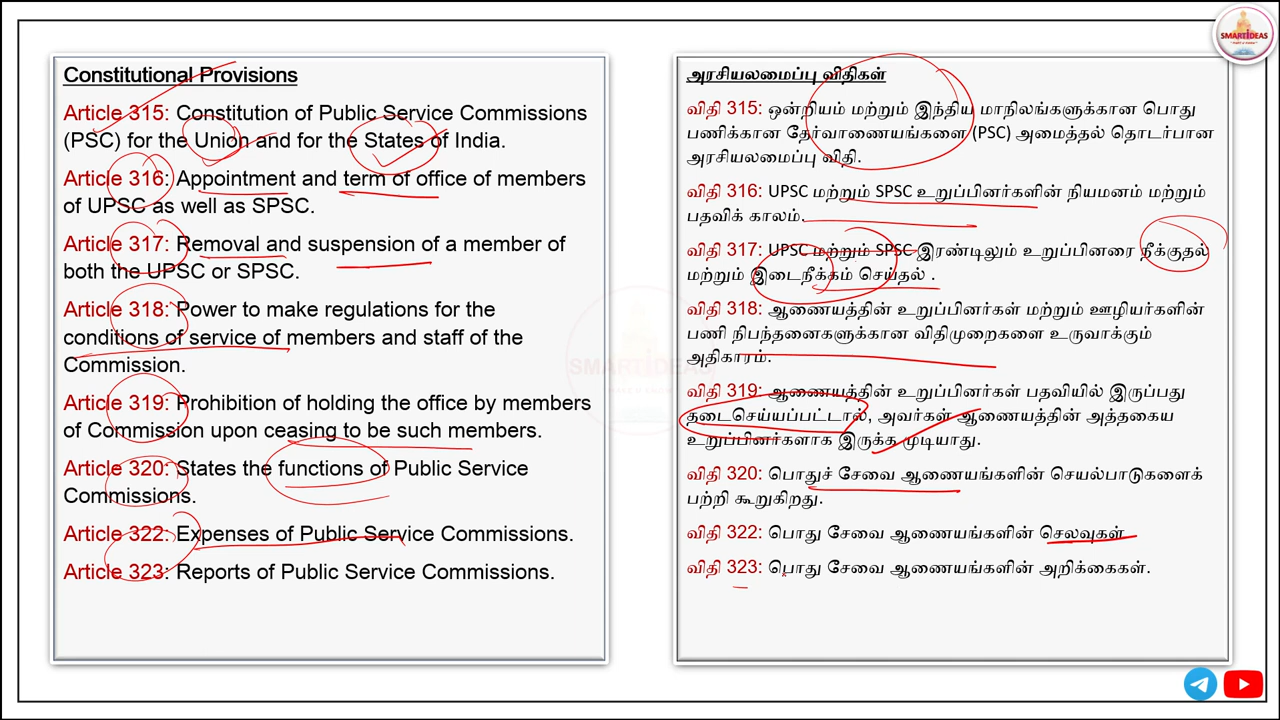 SMARTIDEAS
Constitutional Provisions
Article 315: Constitution of Public Service Commissions
(PSC) for the Union and for the States of India.
Article 316: Appointment and term of office of members
of UPSC as well as SPSC.
Article 317: Removal and suspension of a member of
both the UPSC or SPSC.
Article 318: Power to make regulations for the
conditions of service of members and staff of the
Commission.
Article 319: Prohibition of holding the office by members
of Commission upon ceasing to be such members.
Article 320: States the functions of Public Service
Commissions.
Article 322: Expenses of Public Service Commissions.
Article 323: Reports of Public Service Commissions.
அரசியலமைப்பு விதிகள்
விதி 315: ஒன்றியம் மற்றும் இந்திய மாநிலங்களுக்கான பொது
பணிக்கான தேர்வாணையங்களை (PSC) அமைத்தல் தொடர்பான
அரசியலமைப்பு விதி.
விதி 316: UPSC மற்றும் SPSC உறுப்பினர்களின் நியமனம் மற்றும்
பதவிக் காலம்.
விதி 317: UPSC மற்றும் SPSC இரண்டிலும் உறுப்பினரை நீக்குதல்
மற்றும் இடைநீக்கம் செய்தல் .
விதி 318: ஆணையத்தின் உறுப்பினர்கள் மற்றும் ஊழியர்களின்
பணி நிபந்தனைகளுக்கான விதிமுறைகளை உருவாக்கும்
அதிகாரம்.
விதி 319: ஆணையத்தின் உறுப்பினர்கள் பதவியில் இருப்பது
தடைசெய்யப்பட்டால், அவர்கள் ஆணையத்தின் அத்தகைய
உறுப்பினர்களாக இருக்க முடியாது.
விதி 320: பொதுச் சேவை ஆணையங்களின் செயல்பாடுகளைக்
பற்றி கூறுகிறது.
விதி 322: பொது சேவை ஆணையங்களின் செலவுகள்
விதி 323: பொது சேவை ஆணையங்களின் அறிக்கைகள்.
SMARTIDEAS